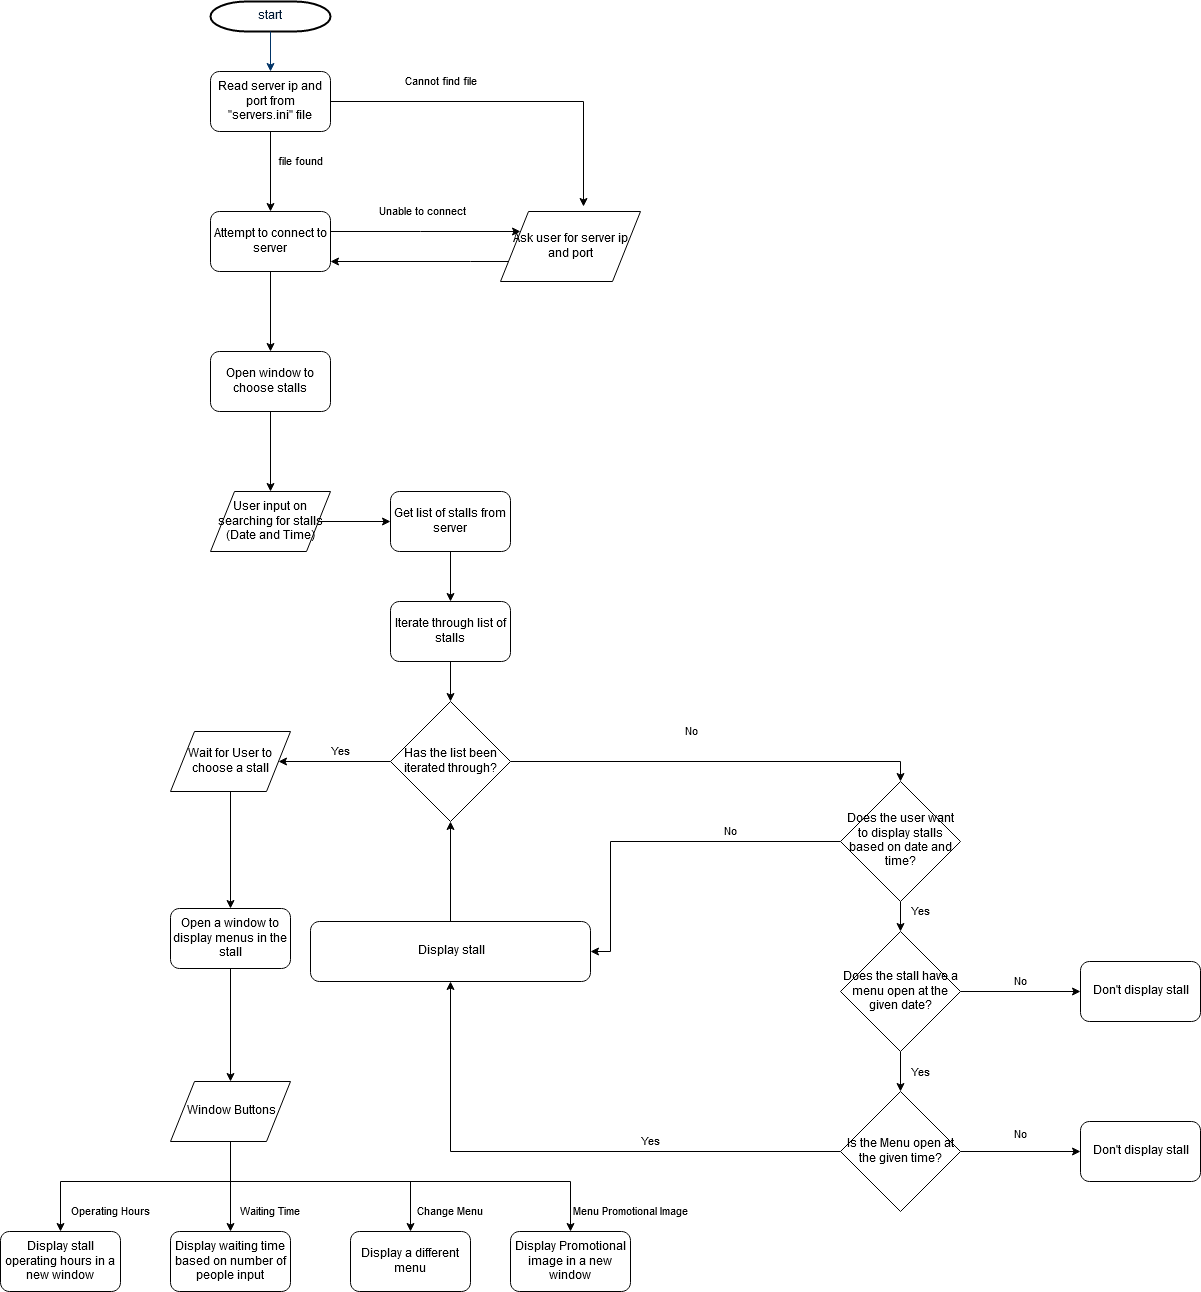 start
Read server ip and
port from
"servers.ini" file
Cannot find file
file found
Attempt to connect to
server
Unable to connect
Ask user for server ip
and port
Open window to
choose stalls
User input on
searching for stalls
(Date and Time)
Get list of stalls from
server
Iterate through list of
stalls
Has the list been
iterated through?
Yes
No
Wait for User to
choose a stall
Does the user want
to display stalls
based on date and
time?
No
Yes
Open a window to
display menus in the
stall
Display stall
Does the stall have a
menu open at the
given date?
No
Don't display stall
Yes
Window Buttons
Is the Menu open at
the given time?
Yes
No
Don't display stall
Operating Hours
Waiting Time
Change Menu
Menu Promotional Image
Display stall
operating hours in a
new window
Display waiting time
based on number of
people input
Display a different
menu
Display Promotional
image in a new
window